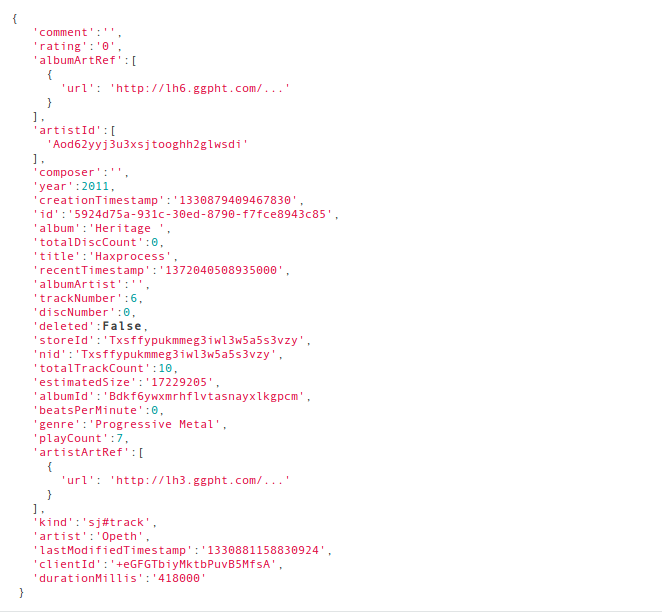 {
'comment':'',
'rating':'0',
'albumArtRef':[
{
'url': 'http://lh6.ggpht.com/...'
}
],
'artistId':[
'Aod62yyj3u3xsjtooghh2glwsdi'
],
'composer':'',
'year':2011,
'creationTimestamp':'1330879409467830',
'id':'5924d75a-931c-30ed-8790-f7fce8943c85',
'album':'Heritage ',
'totalDiscCount':0,
'title':'Haxprocess',
'recentTimestamp':'1372040508935000',
'albumArtist':'',
'trackNumber':6,
'discNumber':0,
'deleted':False,
'storeId':'Txsffypukmmeg3iwl3w5a5s3vzy',
'nid':'Txsffypukmmeg3iwl3w5a5s3vzy',
'totalTrackCount':10,
'estimatedSize':'17229205',
'albumId':'Bdkf6ywxmrhflvtasnayxlkgpcm',
'beatsPerMinute':0,
'genre':'Progressive Metal',
'playCount':7,
'artistArtRef':[
{
'url': 'http://lh3.ggpht.com/...'
}
],
'kind':'sj#track',
'artist':'Opeth',
'lastModifiedTimestamp':'1330881158830924',
'clientId':'+eGFGTbiyMktbPuvB5MfsA',
'durationMillis':'418000'
}